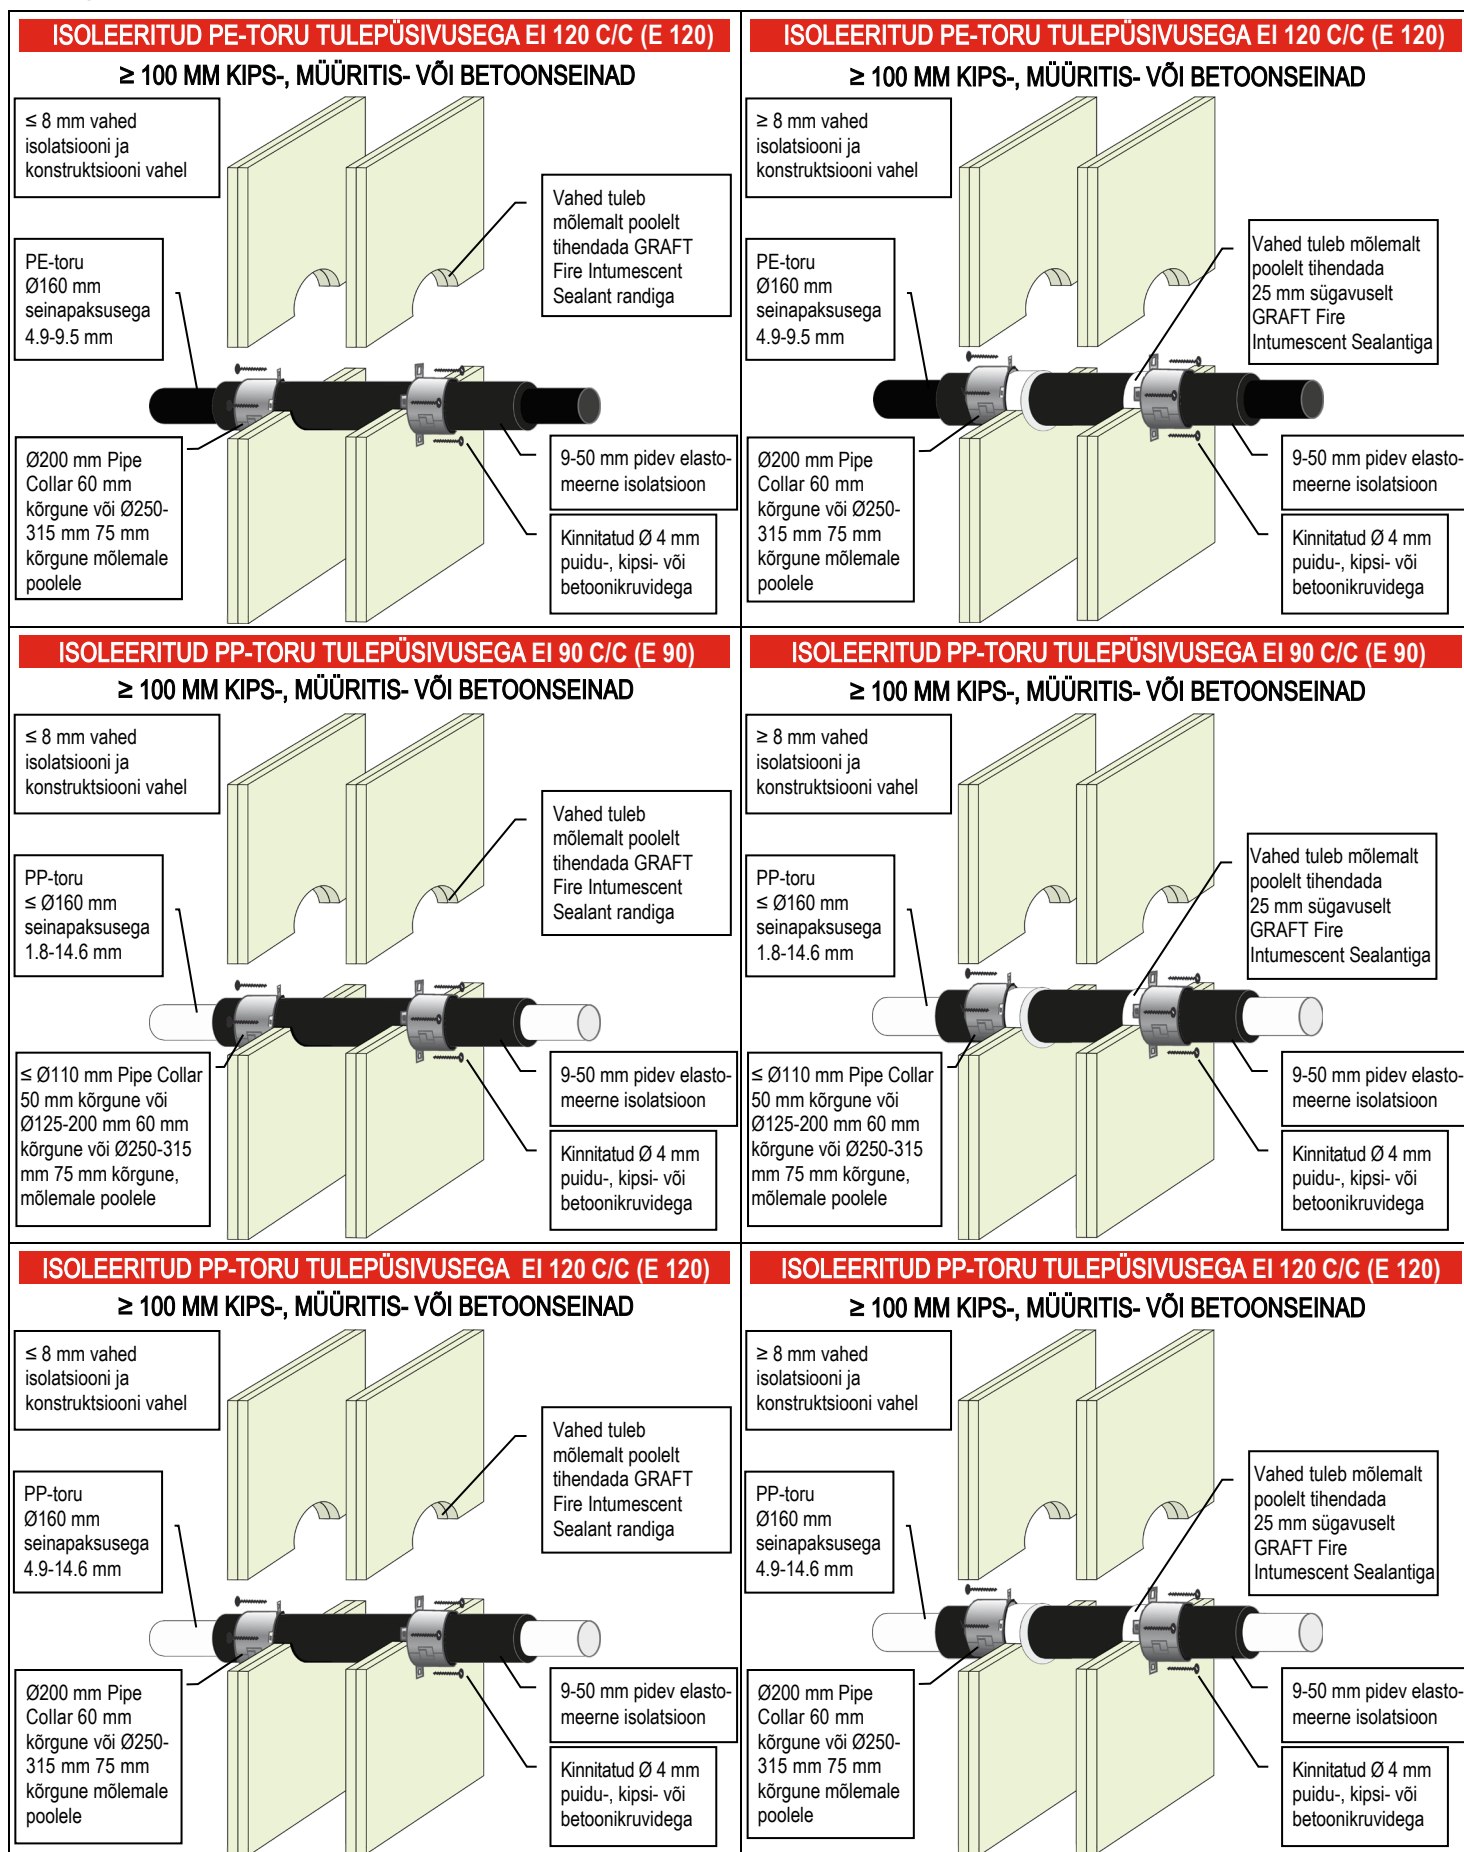 ISOLEERITUD PE-TORU TULEPÜSIVUSEGA EI 120 C/C (E 120)
≥ 100 MM KIPS-, MÜÜRITIS- VÕI BETOONSEINAD
≤ 8 mm vahed
isolatsiooni ja
konstruktsiooni vahel
Vahed tuleb
mõlemalt poolelt
tihendada GRAFT
Fire Intumescent
Sealant randiga
PE-toru
Ø160 mm
seinapaksusega
4.9-9.5 mm
Ø200 mm Pipe
Collar 60 mm
kõrgune või Ø250-
315 mm 75 mm
kõrgune mõlemale
poolele
9-50 mm pidev elasto-
meerne isolatsioon
Kinnitatud Ø 4 mm
puidu-, kipsi- või
betoonikruvidega
ISOLEERITUD PE-TORU TULEPÜSIVUSEGA EI 120 C/C (E 120)
≥ 100 MM KIPS-, MÜÜRITIS- VÕI BETOONSEINAD
≥ 8 mm vahed
isolatsiooni ja
konstruktsiooni vahel
Vahed tuleb mõlemalt
poolelt tihendada
25 mm sügavuselt
GRAFT Fire
Intumescent Sealantiga
PE-toru
Ø160 mm
seinapaksusega
4.9-9.5 mm
Ø200 mm Pipe
Collar 60 mm
kõrgune või Ø250-
315 mm 75 mm
kõrgune mõlemale
poolele
9-50 mm pidev elasto-
meerne isolatsioon
Kinnitatud Ø 4 mm
puidu-, kipsi- või
betoonikruvidega
ISOLEERITUD PP-TORU TULEPÜSIVUSEGA EI 90 C/C (E 90)
≥ 100 MM KIPS-, MÜÜRITIS- VÕI BETOONSEINAD
≤ 8 mm vahed
isolatsiooni ja
konstruktsiooni vahel
Vahed tuleb
mõlemalt poolelt
tihendada GRAFT
Fire Intumescent
Sealant randiga
PP-toru
≤ Ø160 mm
seinapaksusega
1.8-14.6 mm
≤ Ø110 mm Pipe Collar
50 mm kõrgune või
Ø125-200 mm 60 mm
kõrgune või Ø250-315
mm 75 mm kõrgune,
mõlemale poolele
9-50 mm pidev elasto-
meerne isolatsioon
Kinnitatud Ø 4 mm
puidu-, kipsi- või
betoonikruvidega
ISOLEERITUD PP-TORU TULEPÜSIVUSEGA EI 90 C/C (E 90)
≥ 100 MM KIPS-, MÜÜRITIS- VÕI BETOONSEINAD
≥ 8 mm vahed
isolatsiooni ja
konstruktsiooni vahel
Vahed tuleb mõlemalt
poolelt tihendada
25 mm sügavuselt
GRAFT Fire
Intumescent Sealantiga
PP-toru
≤ Ø160 mm
seinapaksusega
1.8-14.6 mm
≤ Ø110 mm Pipe Collar
50 mm kõrgune või
Ø125-200 mm 60 mm
kõrgune või Ø250-315
mm 75 mm kõrgune,
mõlemale poolele
9-50 mm pidev elasto-
meerne isolatsioon
Kinnitatud Ø 4 mm
puidu-, kipsi- või
betoonikruvidega
ISOLEERITUD PP-TORU TULEPÜSIVUSEGA EI 120 C/C (E 120)
≥ 100 MM KIPS-, MÜÜRITIS- VÕI BETOONSEINAD
≤ 8 mm vahed
isolatsiooni ja
konstruktsiooni vahel
Vahed tuleb
mõlemalt poolelt
tihendada GRAFT
Fire Intumescent
Sealant randiga
PP-toru
Ø160 mm
seinapaksusega
4.9-14.6 mm
Ø200 mm Pipe
Collar 60 mm
kõrgune või Ø250-
315 mm 75 mm
kõrgune mõlemale
poolele
9-50 mm pidev elasto-
meerne isolatsioon
Kinnitatud Ø 4 mm
puidu-, kipsi- või
betoonikruvidega
ISOLEERITUD PP-TORU TULEPÜSIVUSEGA EI 120 C/C (E 120)
≥ 100 MM KIPS-, MÜÜRITIS- VÕI BETOONSEINAD
≥ 8 mm vahed
isolatsiooni ja
konstruktsiooni vahel
Vahed tuleb mõlemalt
poolelt tihendada
25 mm sügavuselt
GRAFT Fire
Intumescent Sealantiga
PP-toru
Ø160 mm
seinapaksusega
4.9-14.6 mm
Ø200 mm Pipe
Collar 60 mm
kõrgune või Ø250-
315 mm 75 mm
kõrgune mõlemale
poolele
9-50 mm pidev elasto-
meerne isolatsioon
Kinnitatud Ø 4 mm
puidu-, kipsi- või
betoonikruvidega